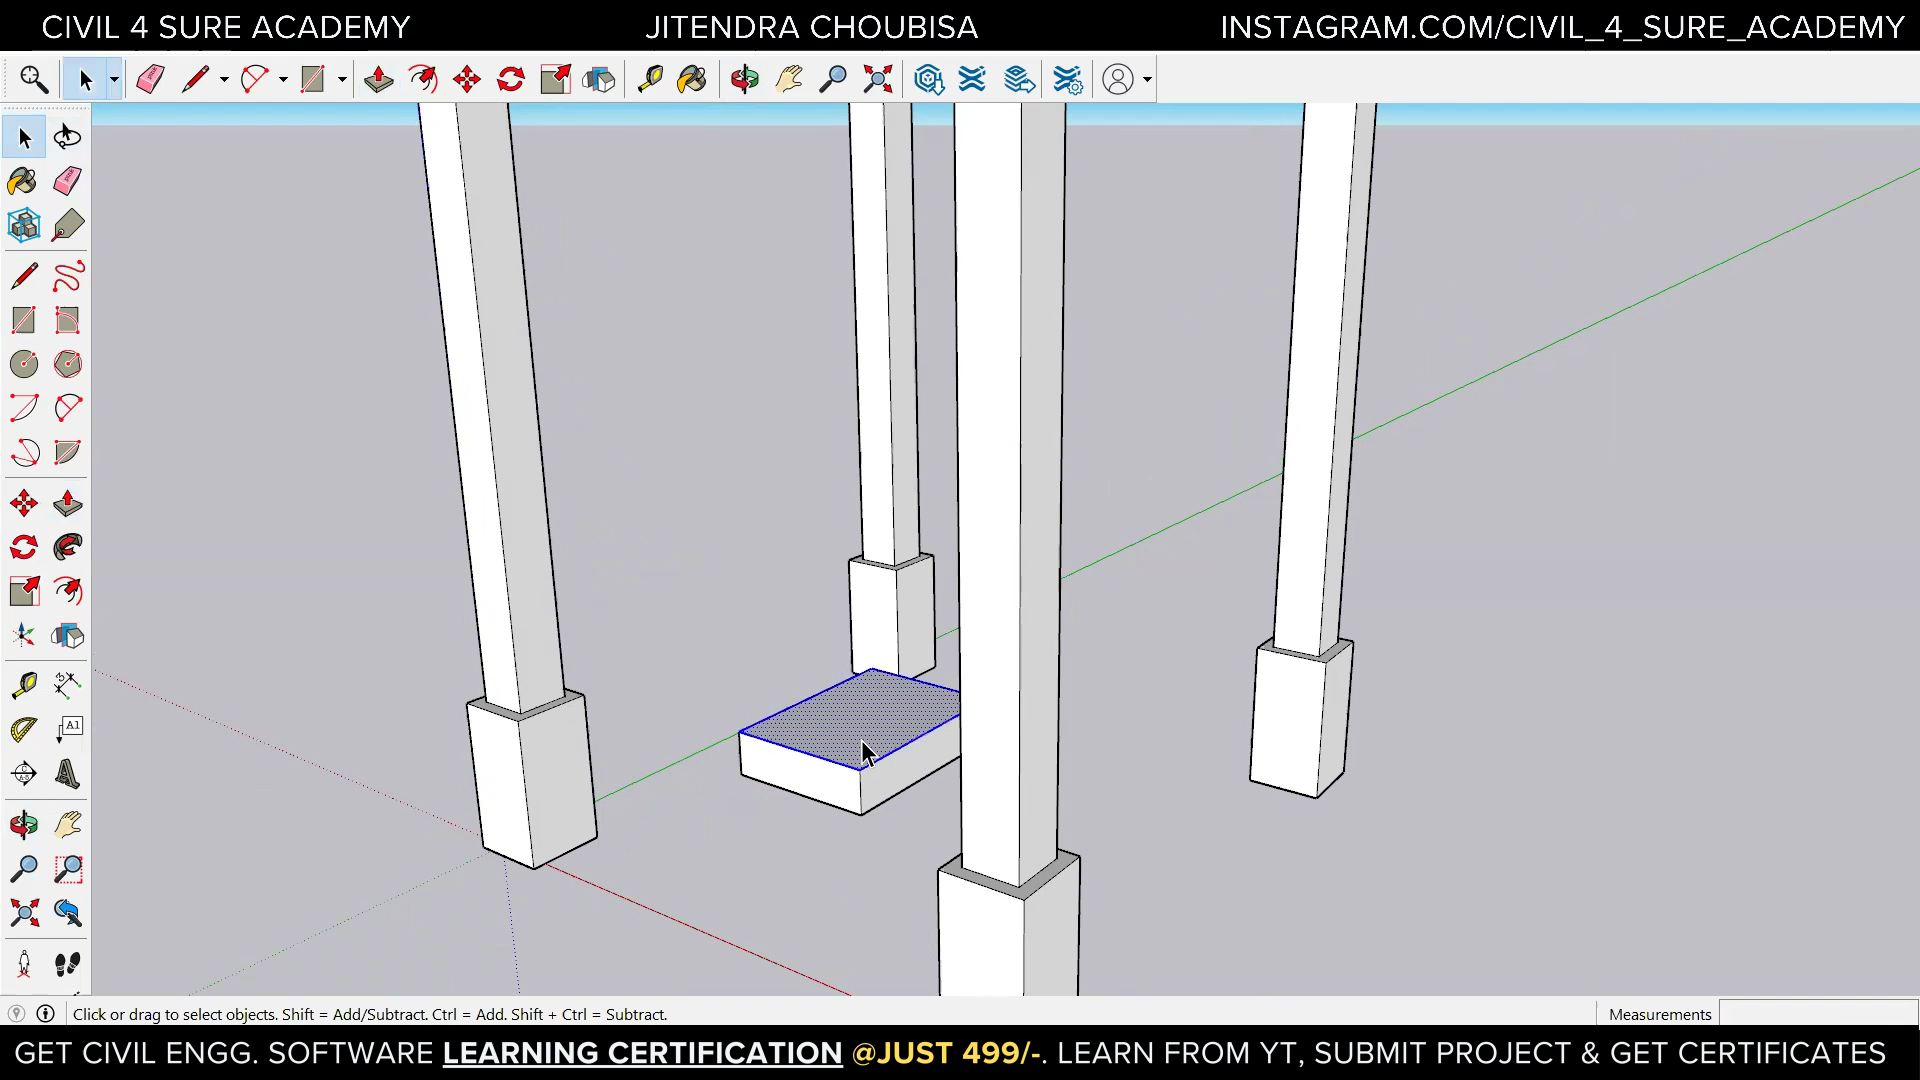 CIVIL 4 SURE ACADEMY JITENDRA CHOUBISA INSTAGRAM.COM/CIVIL_4_SURE_ACADEMY
A1
Click or drag to select objects. Shift = Add/Subtract. Ctrl = Add. Shift + Ctrl = Subtract. Measurements
GET CIVIL ENGG. SOFTWARE LEARNING CERTIFICATION @JUST 499/-. LEARN FROM YT, SUBMIT PROJECT & GET CERTIFICATES